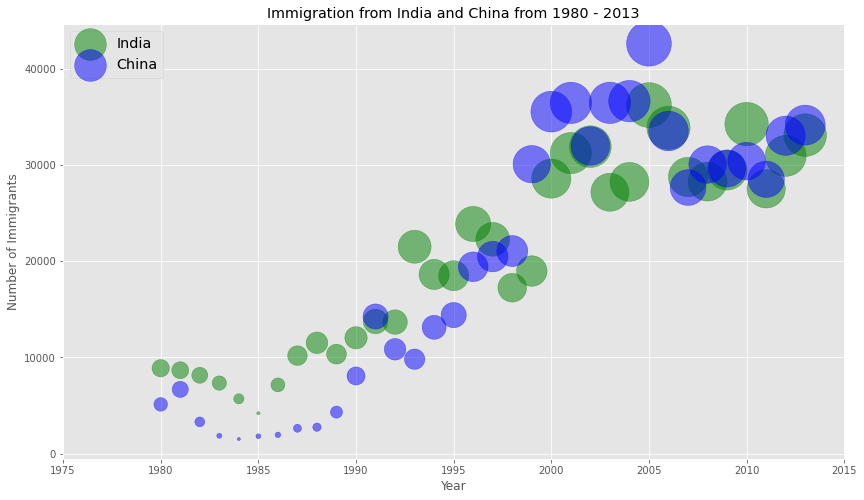 Immigration from India and China from 1980 - 2013
India
China
Number of Immigrants
40000
30000
20000
10000
0
1975 1980 1985 1990 1995 2000 2005 2010 2015
Year